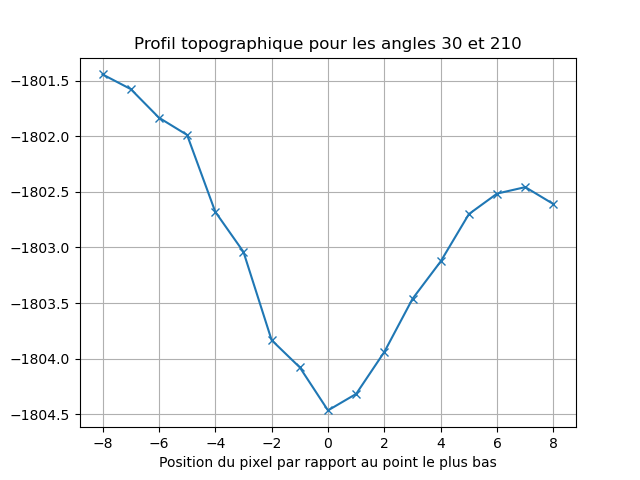 Profil topographique pour les angles 30 et 210
−1801.5
−1802.0
−1802.5
−1803.0
−1803.5
−1804.0
−1804.5
−8 −6 −4 −2 0 2 4 6 8
Position du pixel par rapport au point le plus bas